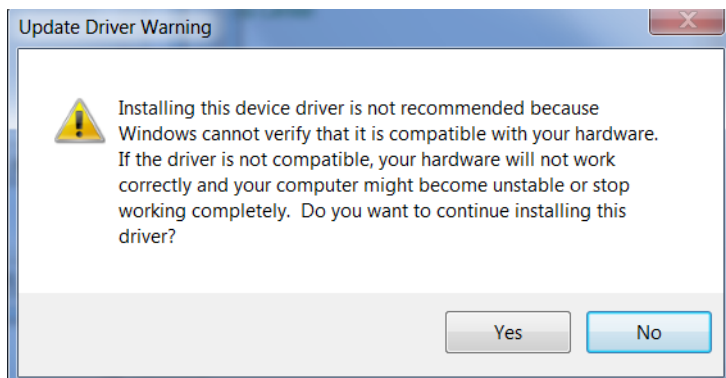 Update Driver Warning
Installing this device driver is not recommended because
Windows cannot verify that it is compatible with your hardware.
If the driver is not compatible, your hardware will not work
correctly and your computer might become unstable or stop
working completely.  Do you want to continue installing this
driver?
Yes
No